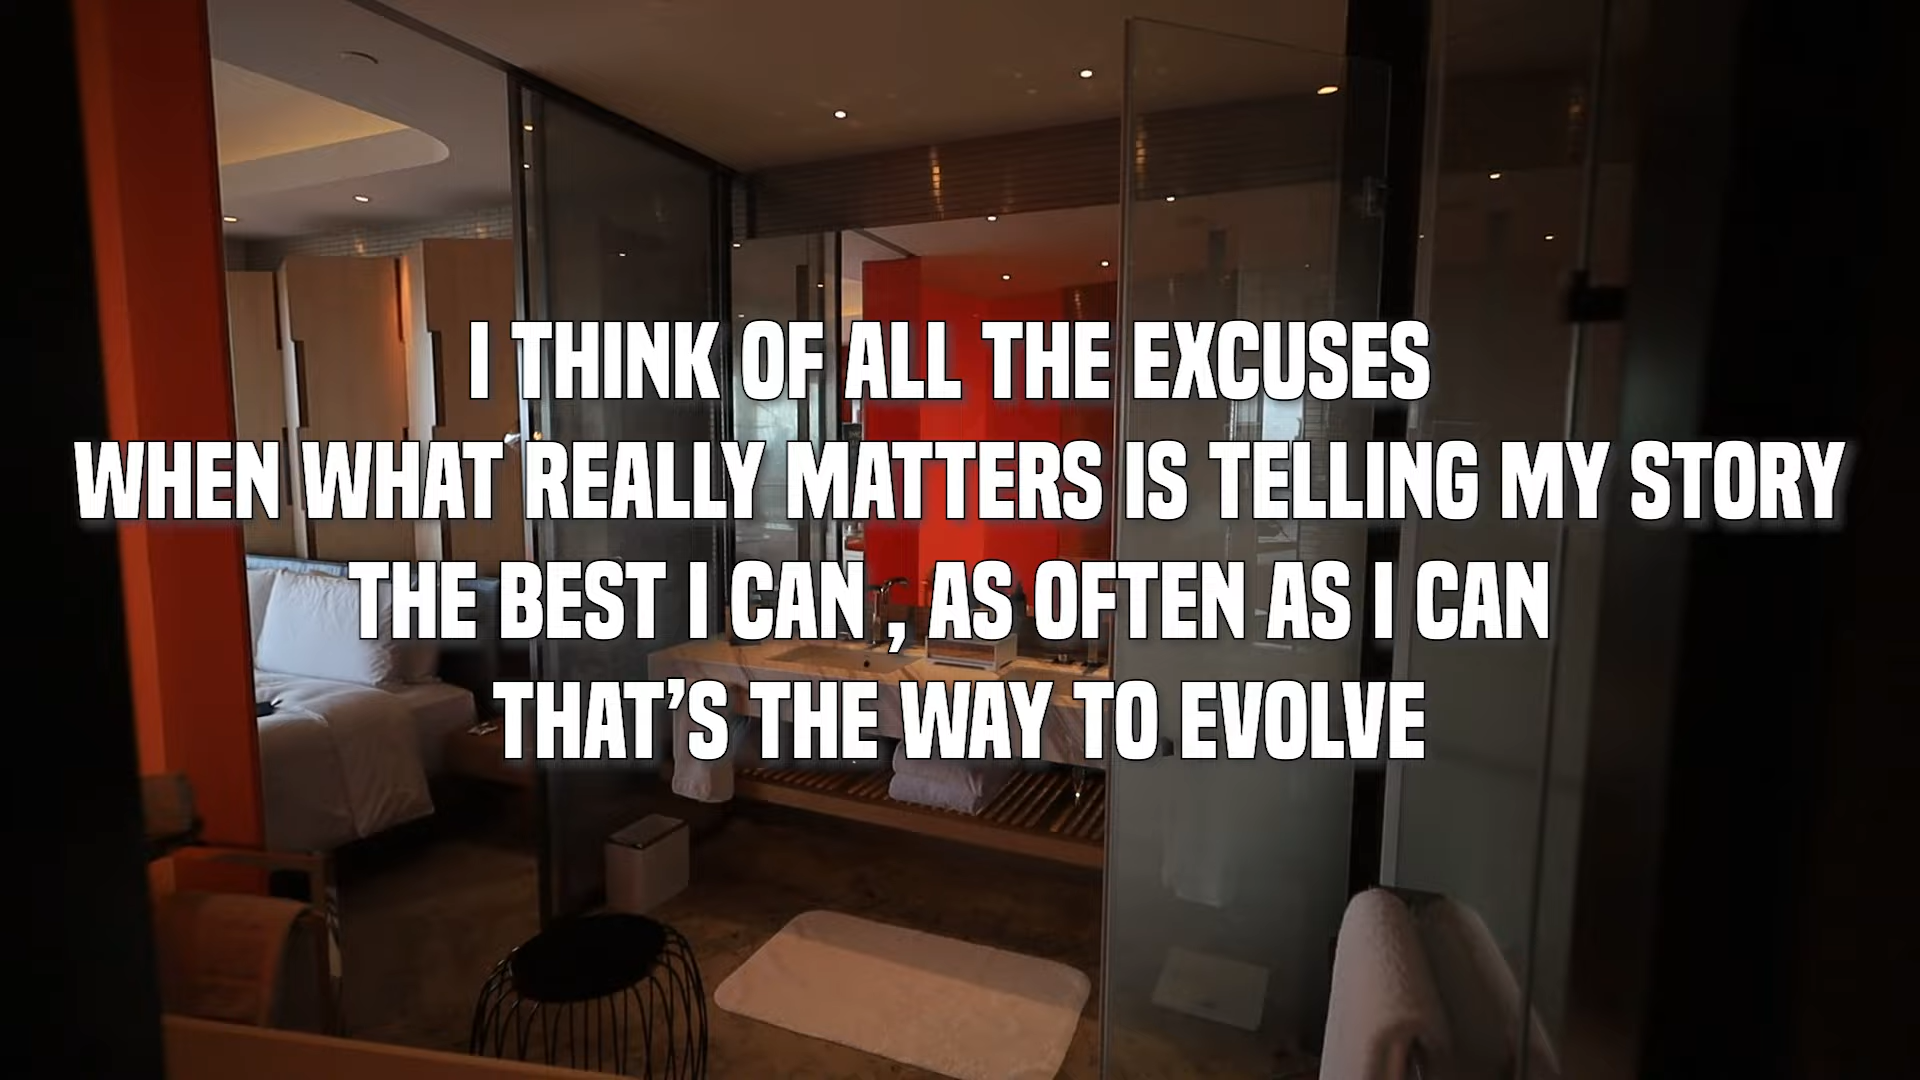 I THINK OF ALL THE EXCUSES
WHEN WHAT REALLY MATTERS IS TELLING MY STORY
THE BEST I CAN , AS OFTEN AS I CAN
THAT’S THE WAY TO EVOLVE